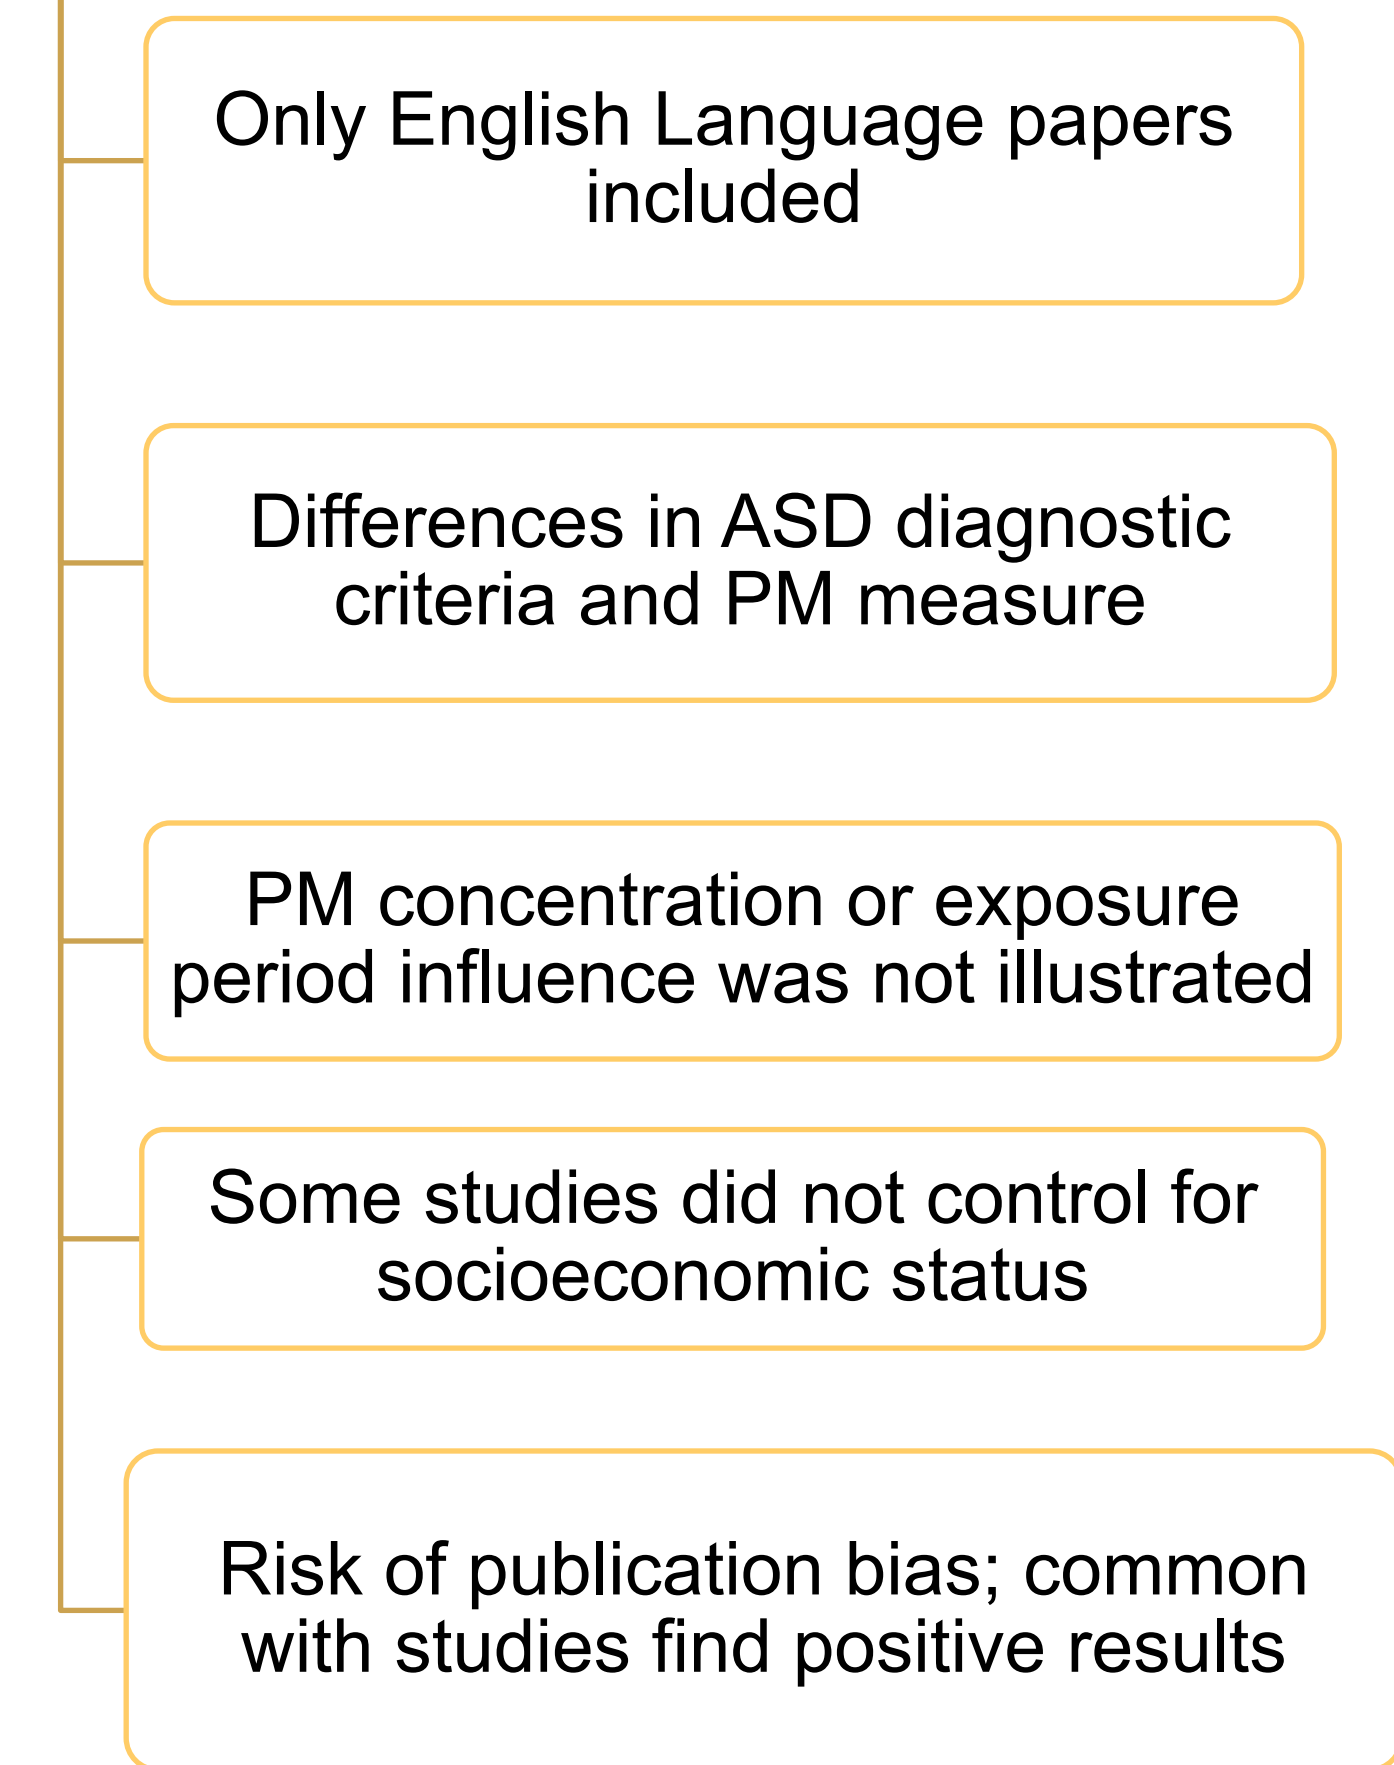 Only English Language papers
included
Differences in ASD diagnostic
criteria and PM measure
PM concentration or exposure
period influence was not illustrated
Some studies did not control for
socioeconomic status
Risk of publication bias; common
with studies find positive results